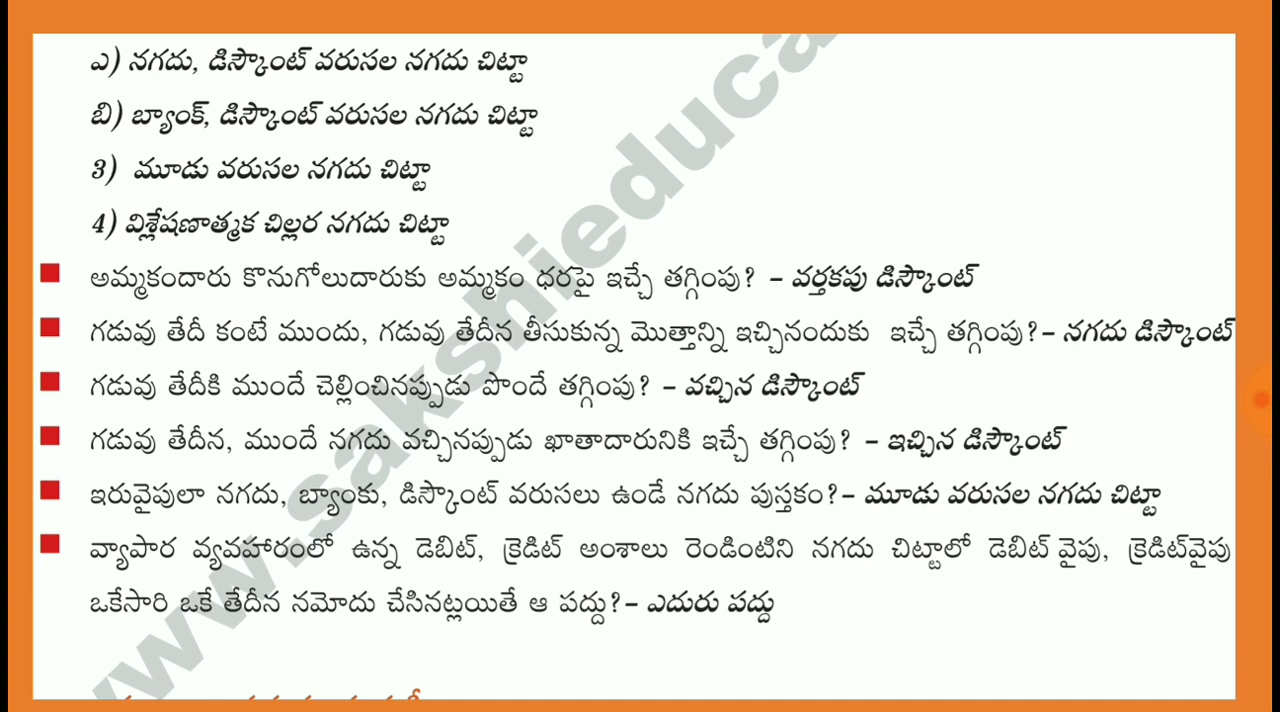 ఎ) నగదు, డిస్కౌంట్ వరుసల నగదు చిట్టా
బి) బ్యాంక్, డిస్కౌంట్ వరుసల నగదు చిట్టా
3) మూడు వరుసల నగదు చిట్టా
4) విశ్లేషణాత్మక చిల్లర నగదు చిట్టా
అమ్మకందారు కొనుగోలుదారుకు అమ్మకం ధరపై ఇచ్చే తగ్గింపు? – వర్తకపు డిస్కౌంట్
గడువు తేదీ కంటే ముందు, గడువు తేదీన తీసుకున్న మొత్తాన్ని ఇచ్చినందుకు ఇచ్చే తగ్గింపు?– నగదు డిస్కౌంట్
గడువు తేదీకి ముందే చెల్లించినప్పుడు పొందే తగ్గింపు? – వచ్చిన డిస్కౌంట్
గడువు తేదీన, ముందే నగదు వచ్చినప్పుడు ఖాతాదారునికి ఇచ్చే తగ్గింపు? – ఇచ్చిన డిస్కౌంట్
ఇరువైపులా నగదు, బ్యాంకు, డిస్కౌంట్ వరుసలు ఉండే నగదు పుస్తకం?– మూడు వరుసల నగదు చిట్టా
వ్యాపార వ్యవహారంలో ఉన్న డెబిట్, క్రెడిట్ అంశాలు రెండింటిని నగదు చిట్టాలో డెబిట్ వైపు, క్రెడిట్‌వైపు
ఒకేసారి ఒకే తేదీన నమోదు చేసినట్లయితే ఆ పద్దు?– ఎదురు పద్దు
www.sakshieduca